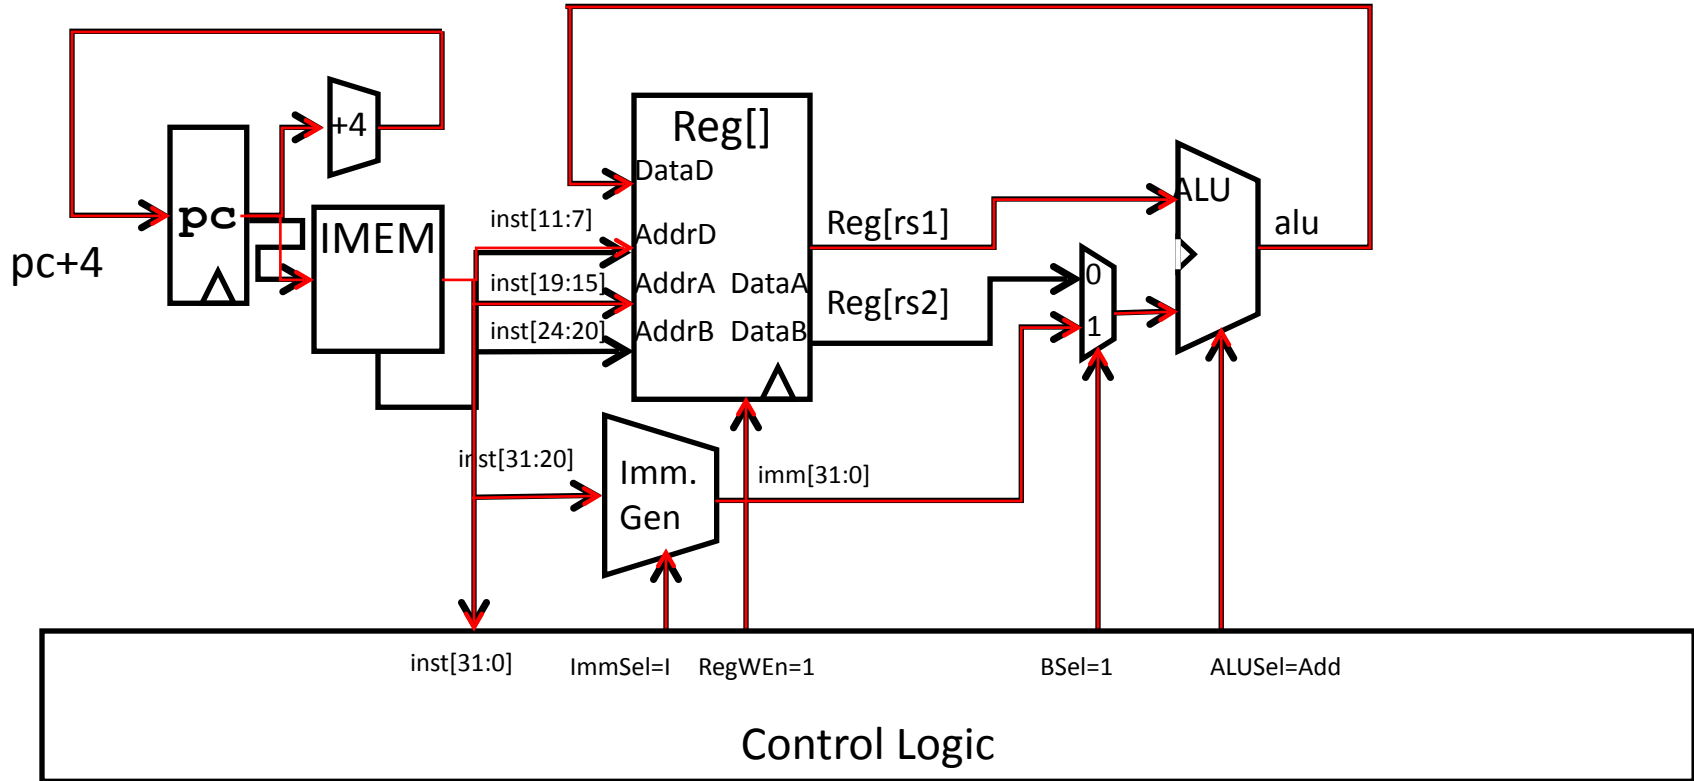 +4
Reg[]
DataD
pc
IMEM
inst[11:7]
AddrD
Reg[rs1]
ALU
alu
pc+4
inst[19:15]
AddrA DataA
0
Reg[rs2]
inst[24:20]
AddrB DataB
1
inst[31:20]
Imm.
Gen
imm[31:0]
inst[31:0]
ImmSel=I
RegWEn=1
BSel=1
ALUSel=Add
Control Logic